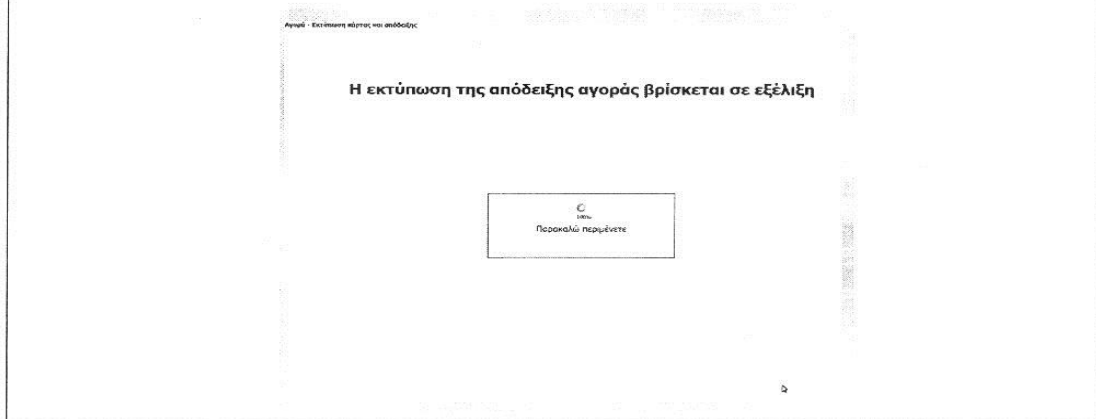 Αγορά - Εκτύπωση κάρτας και απόδειξης
Η εκτύπωση της απόδειξης αγοράς βρίσκεται σε εξέλιξη
Παρακαλώ περιμένετε